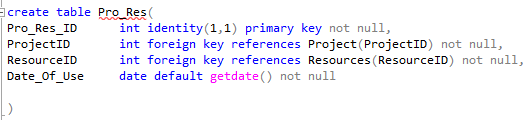 create table Pro_Res(
Pro_Res_ID int identity(1,1) primary key not null,
ProjectID int foreign key references Project(ProjectID) not null,
ResourceID int foreign key references Resources(ResourceID) not null,
Date_Of_Use date default getdate() not null
)